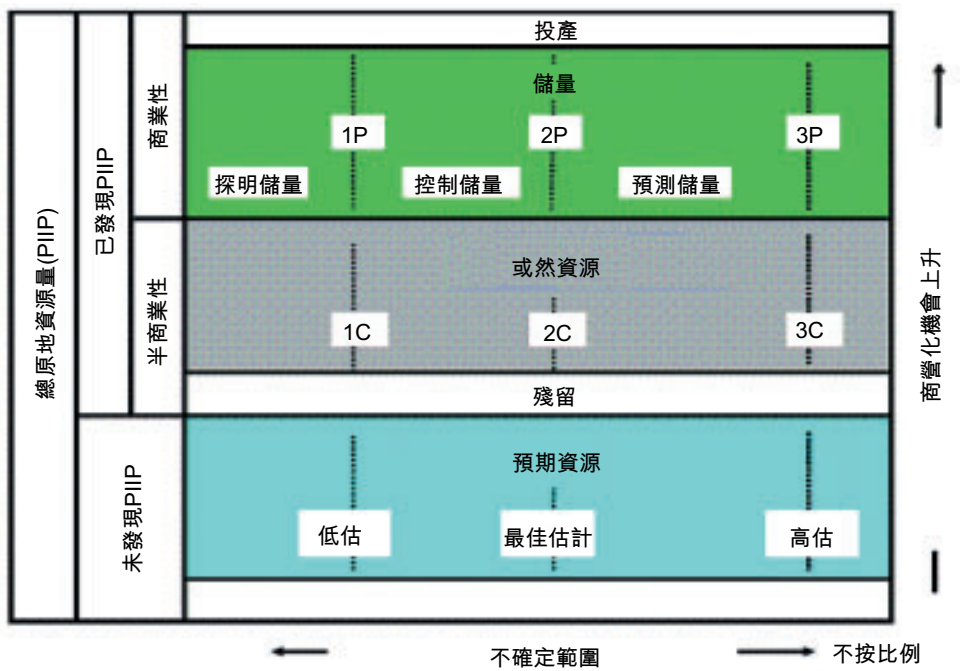 投產
儲量
1P
2P
3P
探明儲量
控制儲量
預測儲量
或然資源
1C
2C
3C
殘留
預期資源
低估
最佳估計
高估
總原地資源量(PIIP)
已發現PIIP
未發現PIIP
商業性
半商業性
商營化機會上升
不確定範圍
不按比例